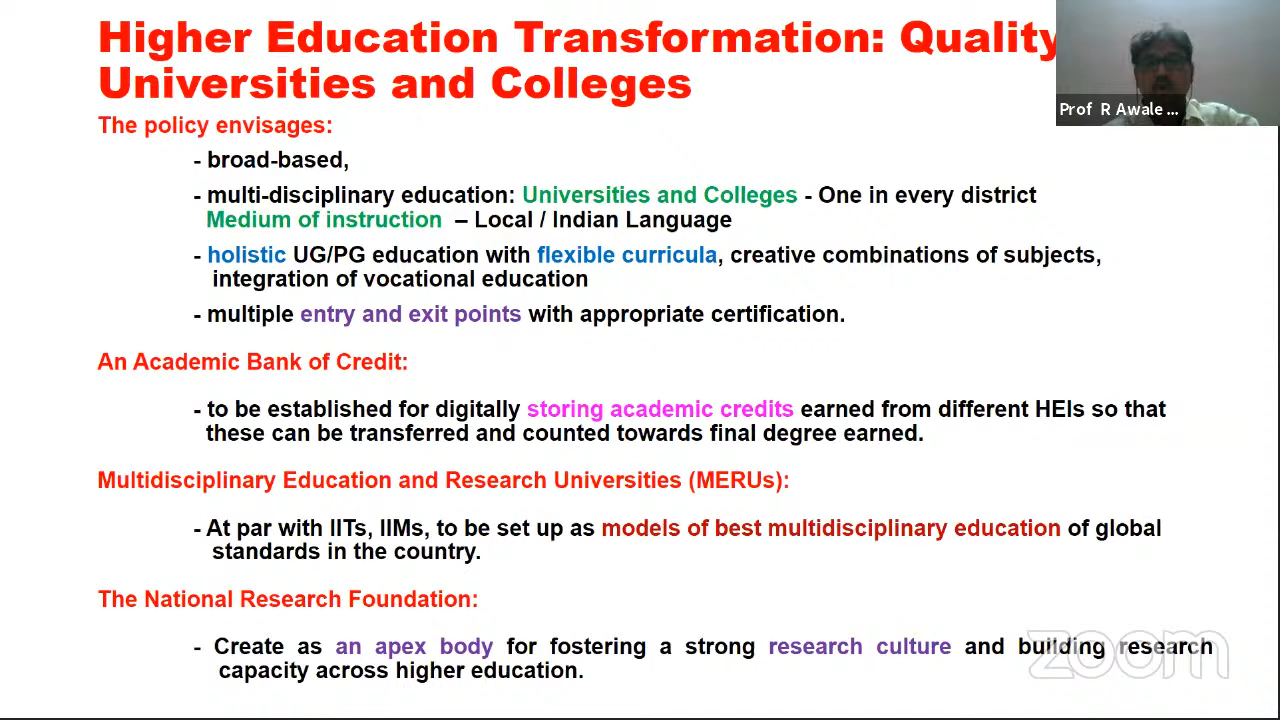 Higher Education Transformation: Quality
Universities and Colleges
Prof R Awale ...
The policy envisages:
- broad-based,
- multi-disciplinary education: Universities and Colleges - One in every district
Medium of instruction – Local / Indian Language
- holistic UG/PG education with flexible curricula, creative combinations of subjects,
integration of vocational education
- multiple entry and exit points with appropriate certification.
An Academic Bank of Credit:
- to be established for digitally storing academic credits earned from different HEIs so that
these can be transferred and counted towards final degree earned.
Multidisciplinary Education and Research Universities (MERUs):
- At par with IITs, IIMs, to be set up as models of best multidisciplinary education of global
standards in the country.
The National Research Foundation:
- Create as an apex body for fostering a strong research culture and building research
capacity across higher education.
zoom